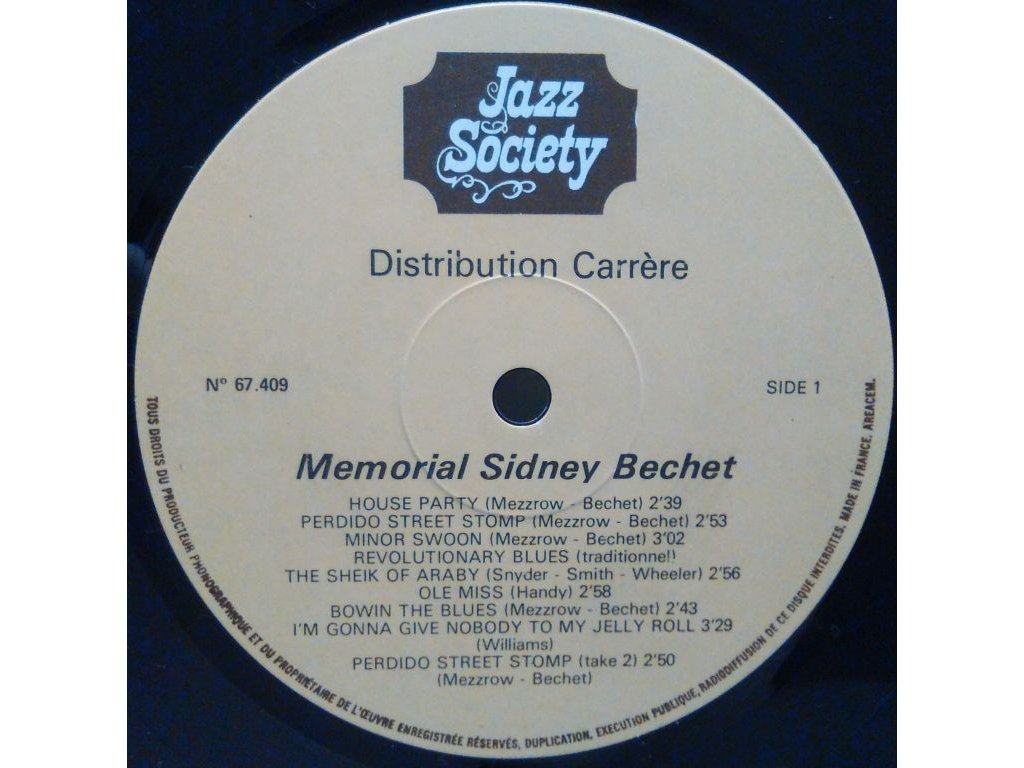 Jazz
Society
Distribution Carrère
Nº 67.409
SIDE 1
Memorial Sidney Bechet
HOUSE PARTY (Mezzrow - Bechet) 2’39
PERDIDO STREET STOMP (Mezzrow - Bechet) 2’53
MINOR SWOON (Mezzrow - Bechet) 3’02
REVOLUTIONARY BLUES (traditionne!)
THE SHEIK OF ARABY (Snyder - Smith - Wheeler) 2’56
OLE MISS (Handy) 2’58
BOWIN THE BLUES (Mezzrow - Bechet) 2’43
I’M GONNA GIVE NOBODY TO MY JELLY ROLL 3’29
(Williams)
PERDIDO STREET STOMP (take 2) 2’50
(Mezzrow - Bechet)
TOUS DROITS DU PRODUCTEUR PHONOGRAPHIQUE ET DU PROPRIÉTAIRE DE L’ŒUVRE ENREGISTRÉE RÉSERVÉS, DUPLICATION, EXECUTION PUBLIQUE, RADIODIFFUSION DE CE DISQUE INTERDITES. MADE IN FRANCE. AREACEM.